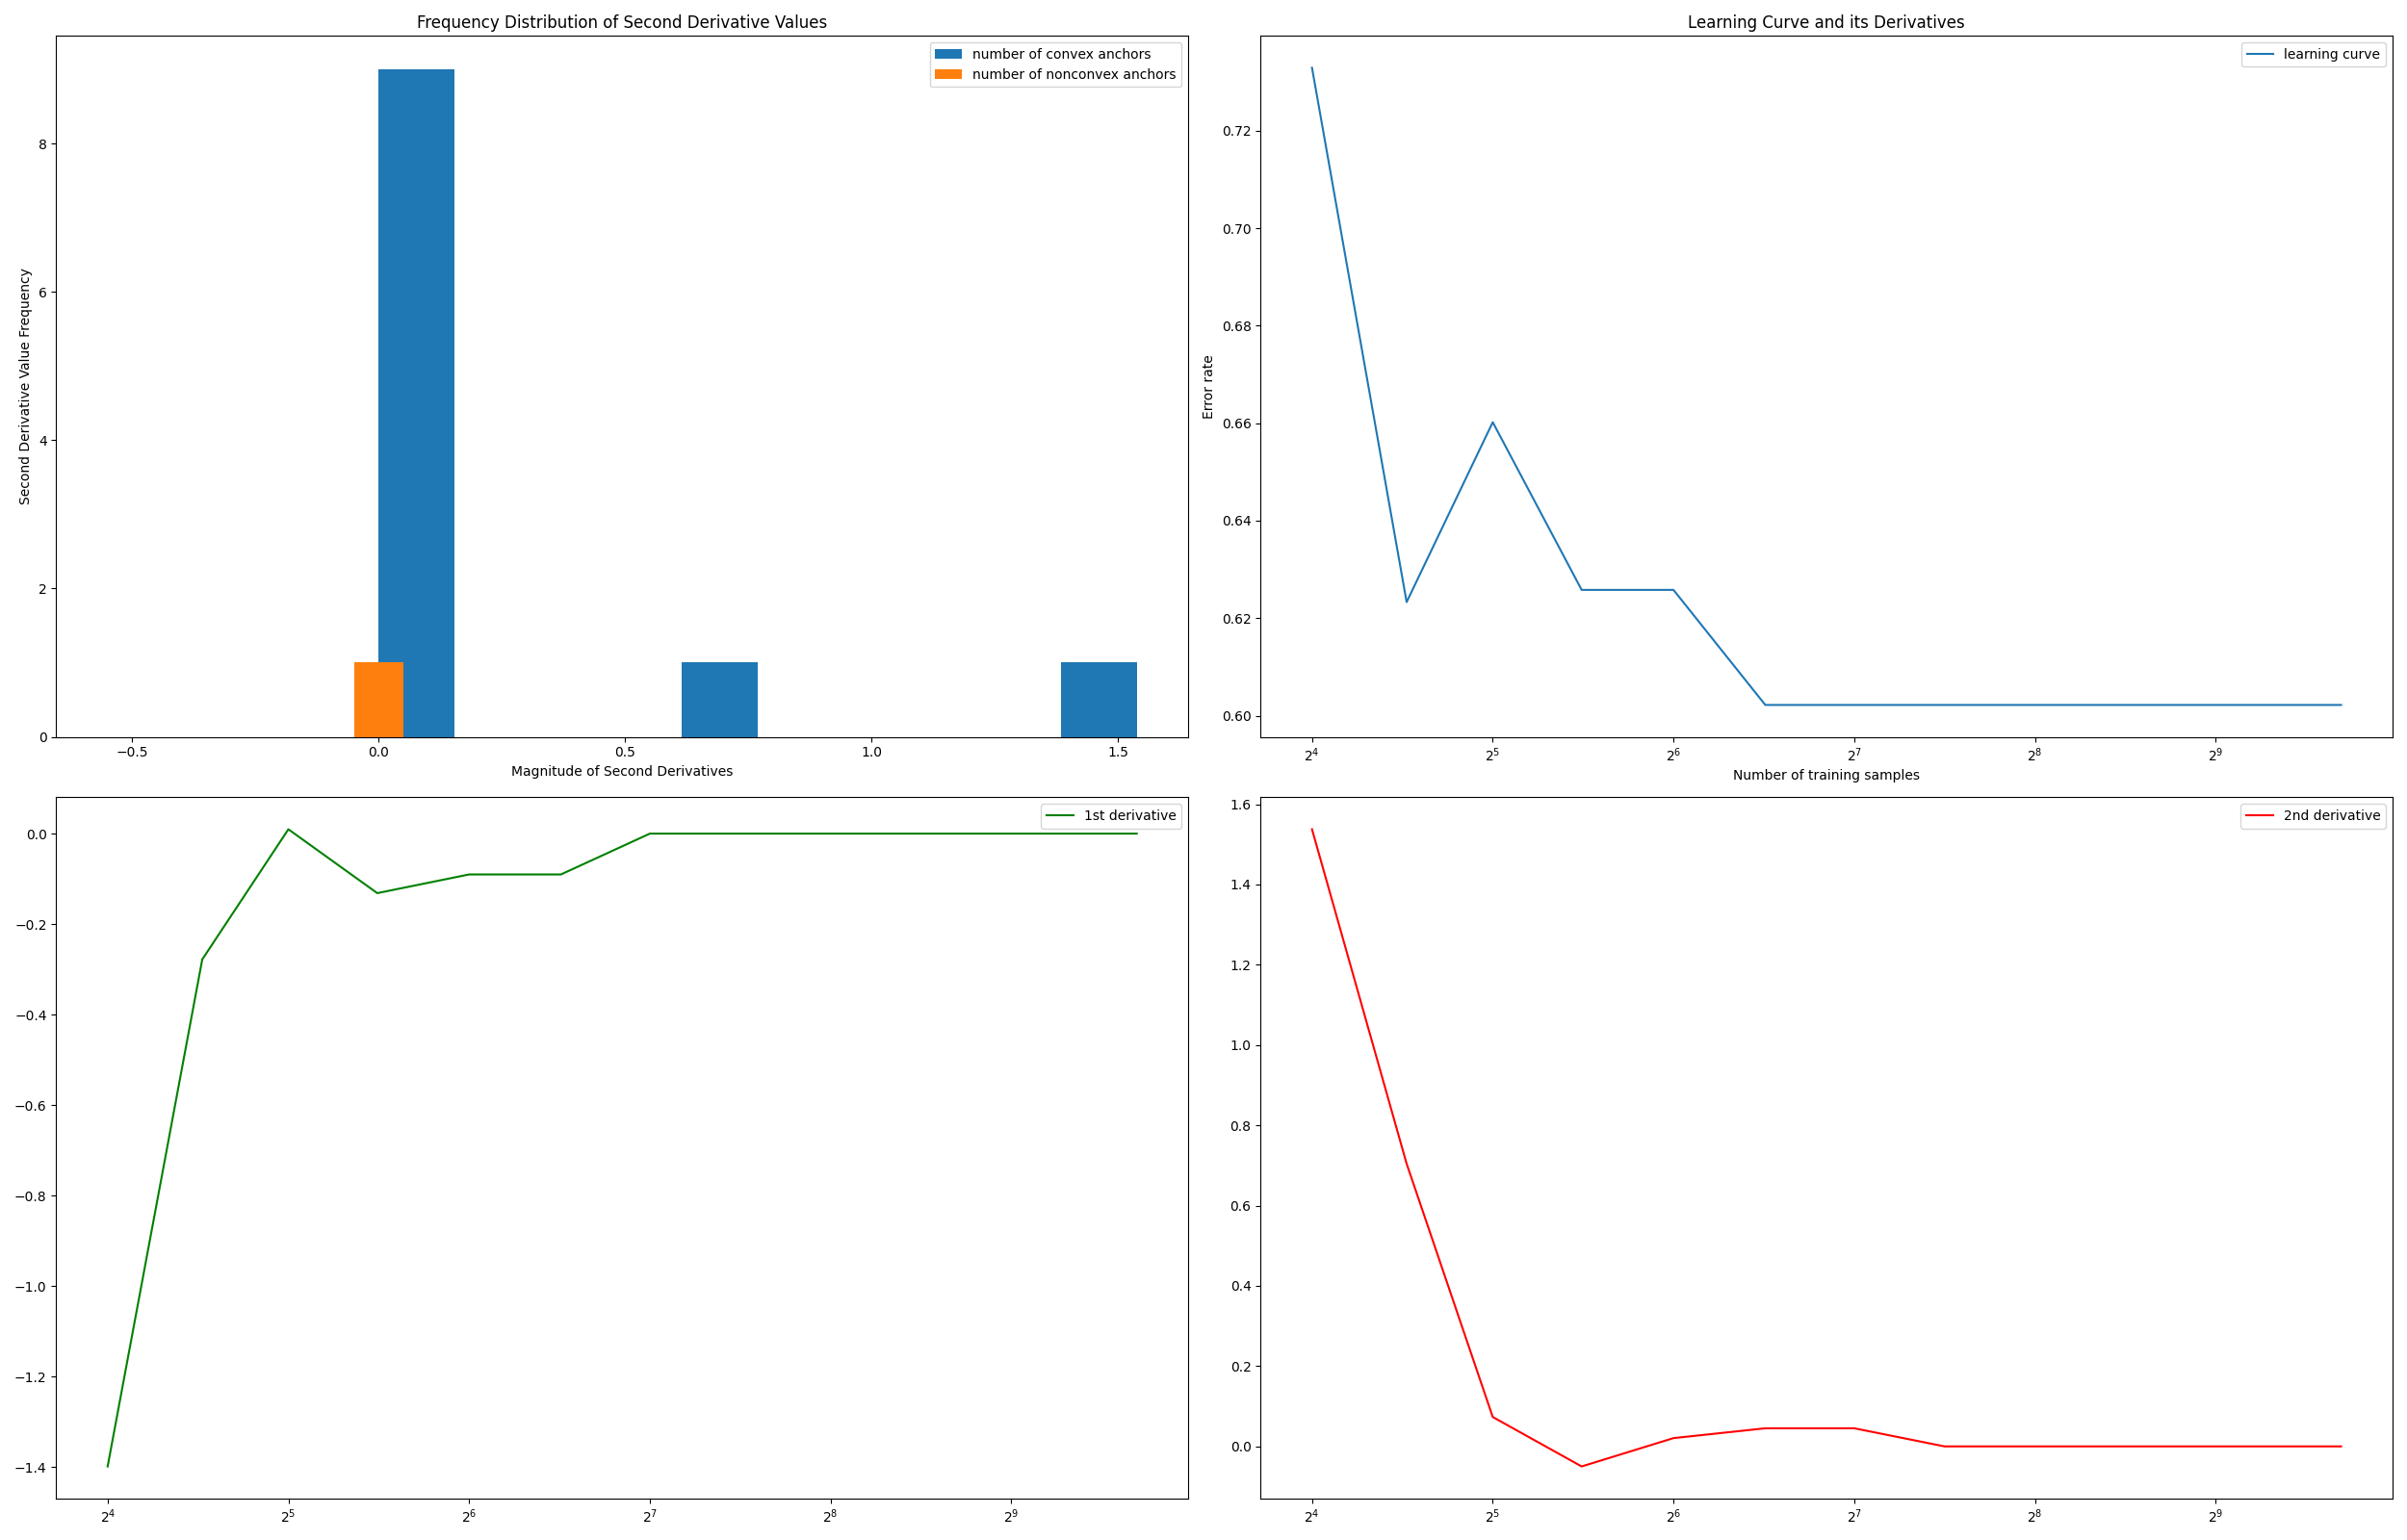 Frequency Distribution of Second Derivative Values
number of convex anchors
number of nonconvex anchors
Second Derivative Value Frequency
8
6
4
2
0
−0.5 0.0 0.5 1.0 1.5
Magnitude of Second Derivatives
Learning Curve and its Derivatives
learning curve
Error rate
0.72
0.70
0.68
0.66
0.64
0.62
0.60
2⁴ 2⁵ 2⁶ 2⁷ 2⁸ 2⁹
Number of training samples
1st derivative
0.0
−0.2
−0.4
−0.6
−0.8
−1.0
−1.2
−1.4
2⁴ 2⁵ 2⁶ 2⁷ 2⁸ 2⁹
2nd derivative
1.6
1.4
1.2
1.0
0.8
0.6
0.4
0.2
0.0
2⁴ 2⁵ 2⁶ 2⁷ 2⁸ 2⁹